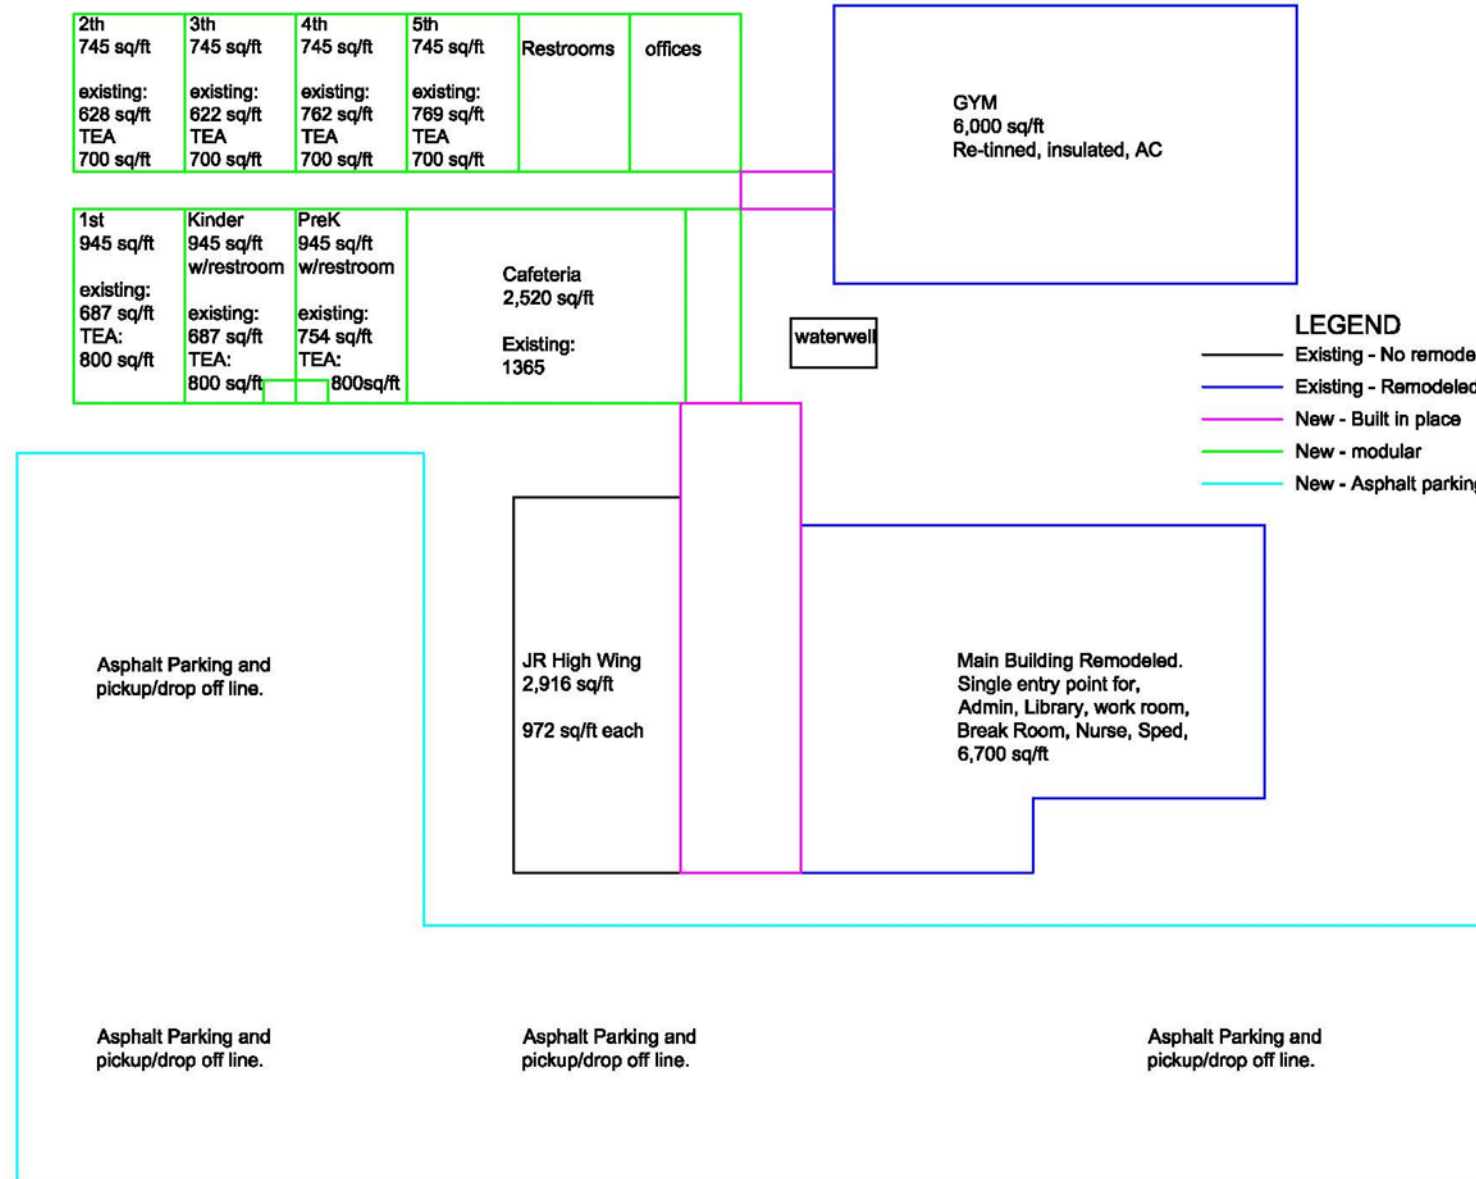 2th
745 sq/ft
existing:
628 sq/ft
TEA
700 sq/ft
3th
745 sq/ft
existing:
622 sq/ft
TEA
700 sq/ft
4th
745 sq/ft
existing:
762 sq/ft
TEA
700 sq/ft
5th
745 sq/ft
existing:
769 sq/ft
TEA
700 sq/ft
Restrooms
offices
GYM
6,000 sq/ft
Re-tinned, insulated, AC
1st
945 sq/ft
existing:
687 sq/ft
TEA:
800 sq/ft
Kinder
945 sq/ft
w/restroom
existing:
687 sq/ft
TEA:
800 sq/ft
PreK
945 sq/ft
w/restroom
existing:
754 sq/ft
TEA:
800sq/ft
Cafeteria
2,520 sq/ft
Existing:
1365
waterwell
LEGEND
Existing - No remode
Existing - Remodeled
New - Built in place
New - modular
New - Asphalt parking
Asphalt Parking and
pickup/drop off line.
JR High Wing
2,916 sq/ft
972 sq/ft each
Main Building Remodeled.
Single entry point for,
Admin, Library, work room,
Break Room, Nurse, Sped,
6,700 sq/ft
Asphalt Parking and
pickup/drop off line.
Asphalt Parking and
pickup/drop off line.
Asphalt Parking and
pickup/drop off line.